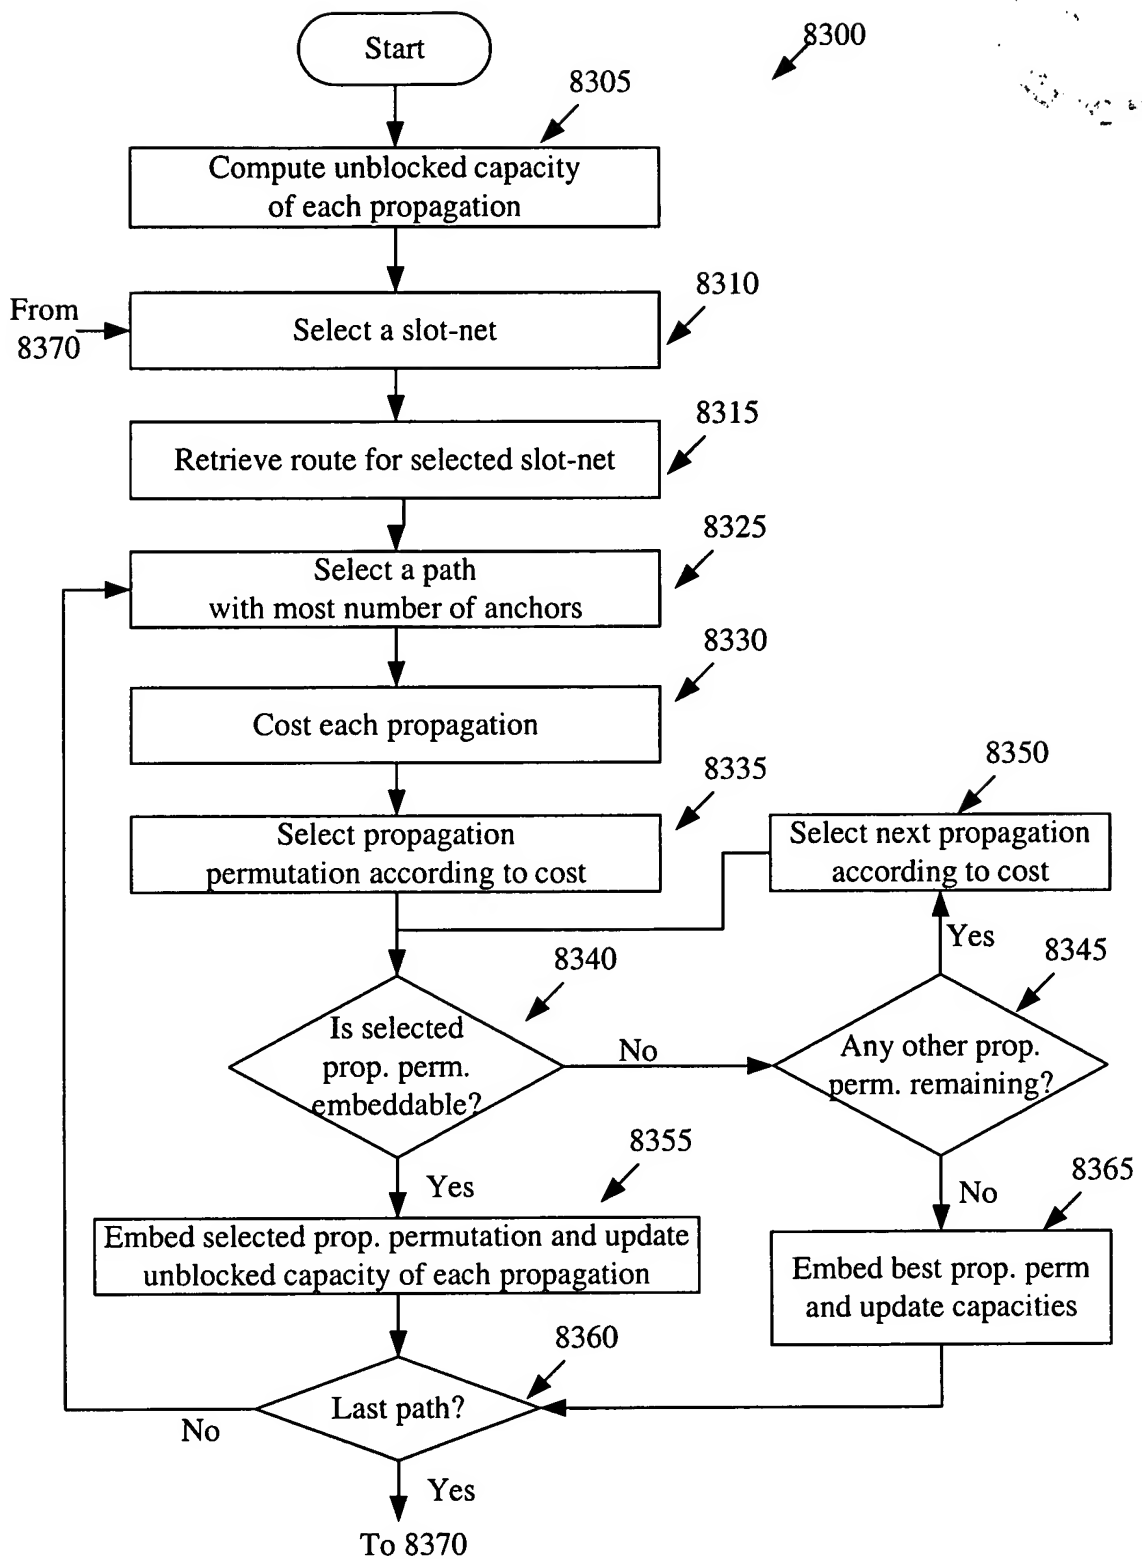 Start
8300
8305
Compute unblocked capacity
of each propagation
8310
From
8370
Select a slot-net
8315
Retrieve route for selected slot-net
8325
Select a path
with most number of anchors
8330
Cost each propagation
8335
Select propagation
permutation according to cost
8350
Select next propagation
according to cost
Yes
8340
8345
Is selected
prop. perm.
embeddable?
No
Any other prop.
perm. remaining?
8355
Yes
No
8365
Embed selected prop. permutation and update
unblocked capacity of each propagation
Embed best prop. perm
and update capacities
8360
Last path?
No
Yes
To 8370